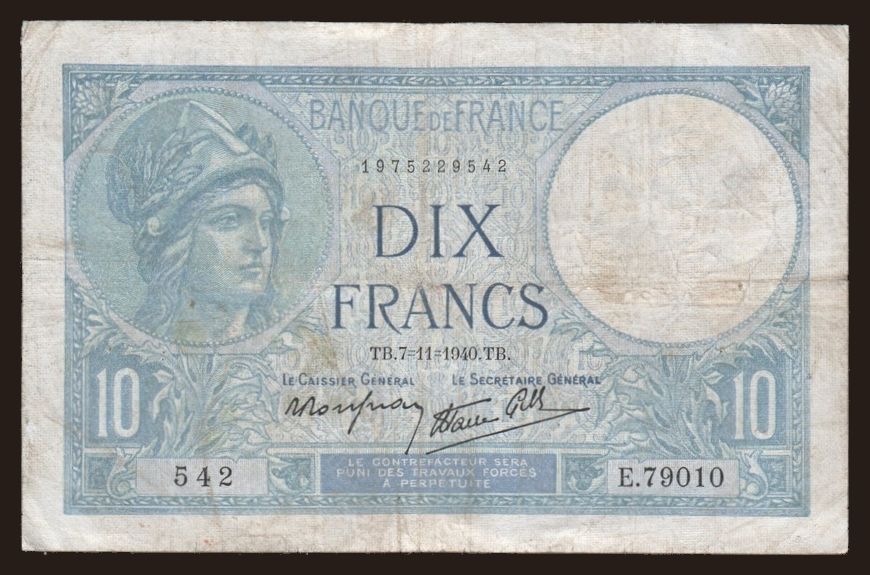 BANQUE DE FRANCE
1975229542
DIX
FRANCS
TB.7=11=1940.TB.
LE CAISSIER GÉNÉRAL LE SECRÉTAIRE GÉNÉRAL
10 10
542 E.79010
LE CONTREFACTEUR SERA
PUNI DES TRAVAUX FORCÉS
À PERPÉTUITÉ